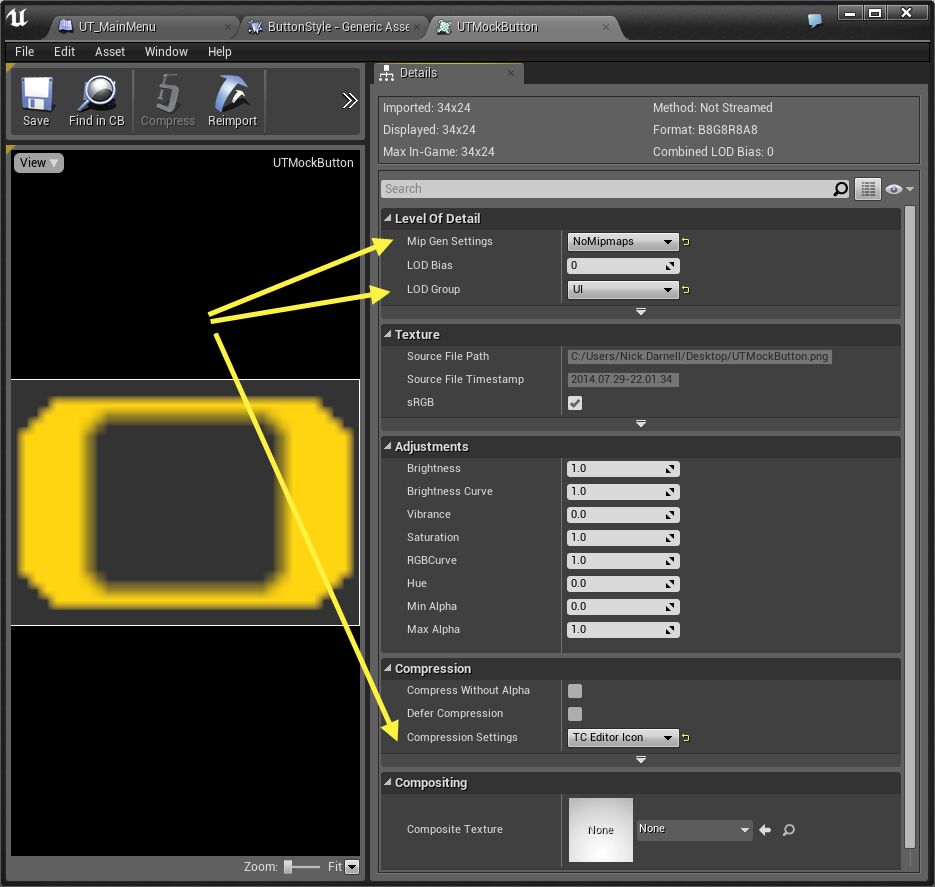 UT_MainMenu
ButtonStyle - Generic Asse
UTMockButton
File Edit Asset Window Help
Save
Find in CB
Compress
Reimport
View
UTMockButton
Zoom:
Fit
Details
Imported: 34x24
Method: Not Streamed
Displayed: 34x24
Format: B8G8R8A8
Max In-Game: 34x24
Combined LOD Bias: 0
Search
Level Of Detail
Mip Gen Settings NoMipmaps
LOD Bias 0
LOD Group UI
Texture
Source File Path C:/Users/Nick.Darnell/Desktop/UTMockButton.png
Source File Timestamp 2014.07.29-22.01.34
sRGB
Adjustments
Brightness 1.0
Brightness Curve 1.0
Vibrance 0.0
Saturation 1.0
RGBCurve 1.0
Hue 0.0
Min Alpha 0.0
Max Alpha 1.0
Compression
Compress Without Alpha
Defer Compression
Compression Settings TC Editor Icon
Compositing
Composite Texture None None